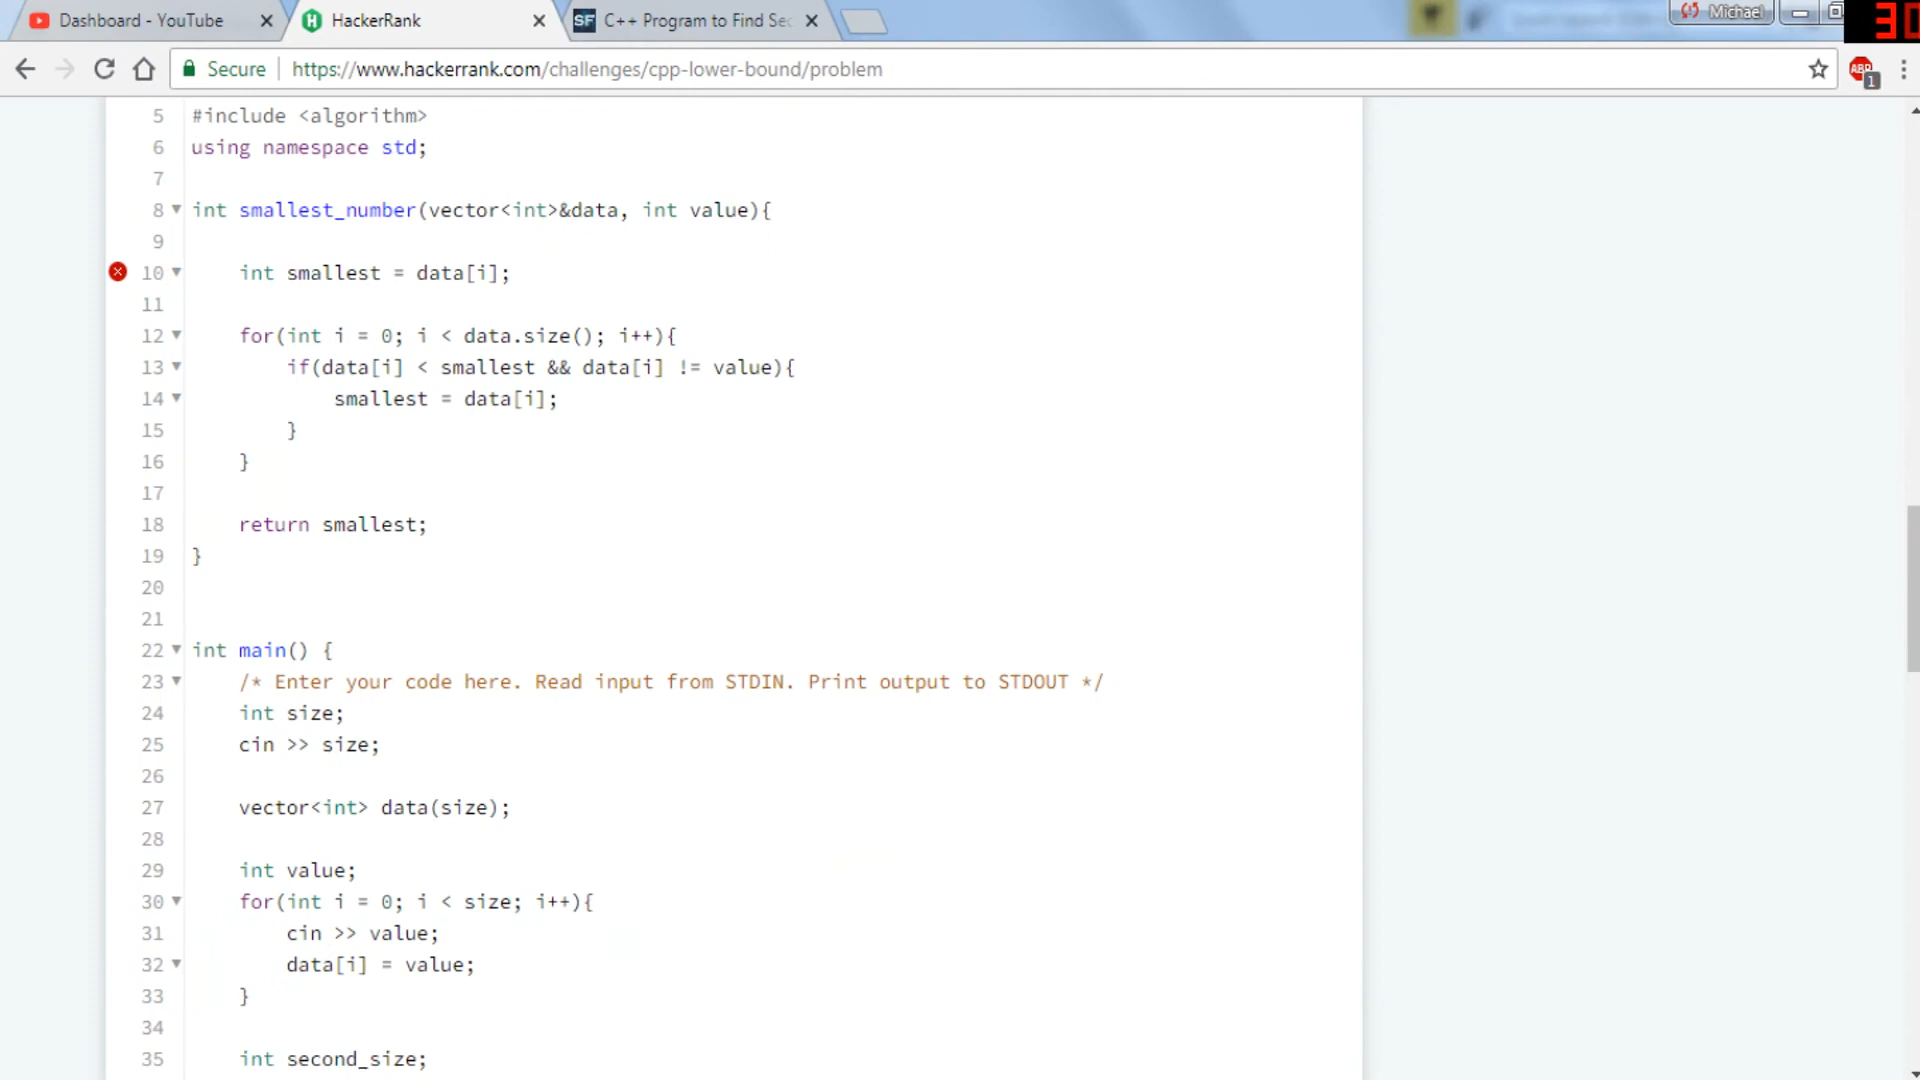 Dashboard - YouTube
HackerRank
SF C++ Program to Find Sec
Michael
30
Secure https://www.hackerrank.com/challenges/cpp-lower-bound/problem
ABP 1
5 #include <algorithm>
6 using namespace std;
7
8 int smallest_number(vector<int>&data, int value){
9
10 int smallest = data[i];
11
12 for(int i = 0; i < data.size(); i++){
13 if(data[i] < smallest && data[i] != value){
14 smallest = data[i];
15 }
16 }
17
18 return smallest;
19 }
20
21
22 int main() {
23 /* Enter your code here. Read input from STDIN. Print output to STDOUT */
24 int size;
25 cin >> size;
26
27 vector<int> data(size);
28
29 int value;
30 for(int i = 0; i < size; i++){
31 cin >> value;
32 data[i] = value;
33 }
34
35 int second_size;